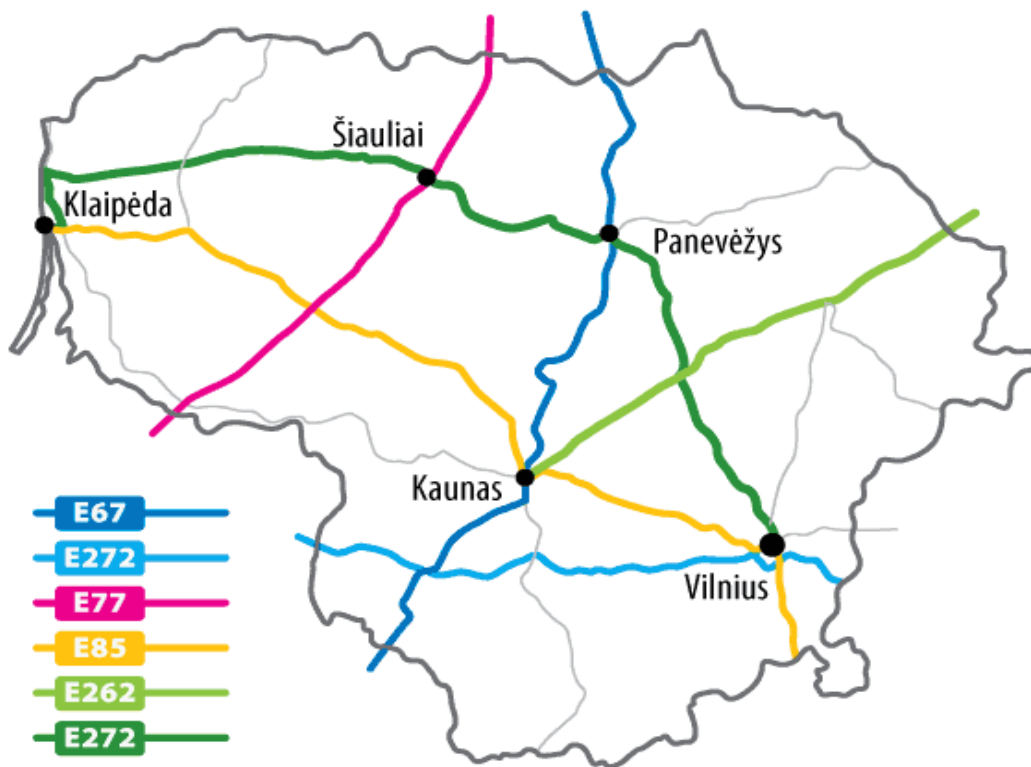 Šiauliai
Klaipėda
Panevėžys
Kaunas
Vilnius
E67
E272
E77
E85
E262
E272